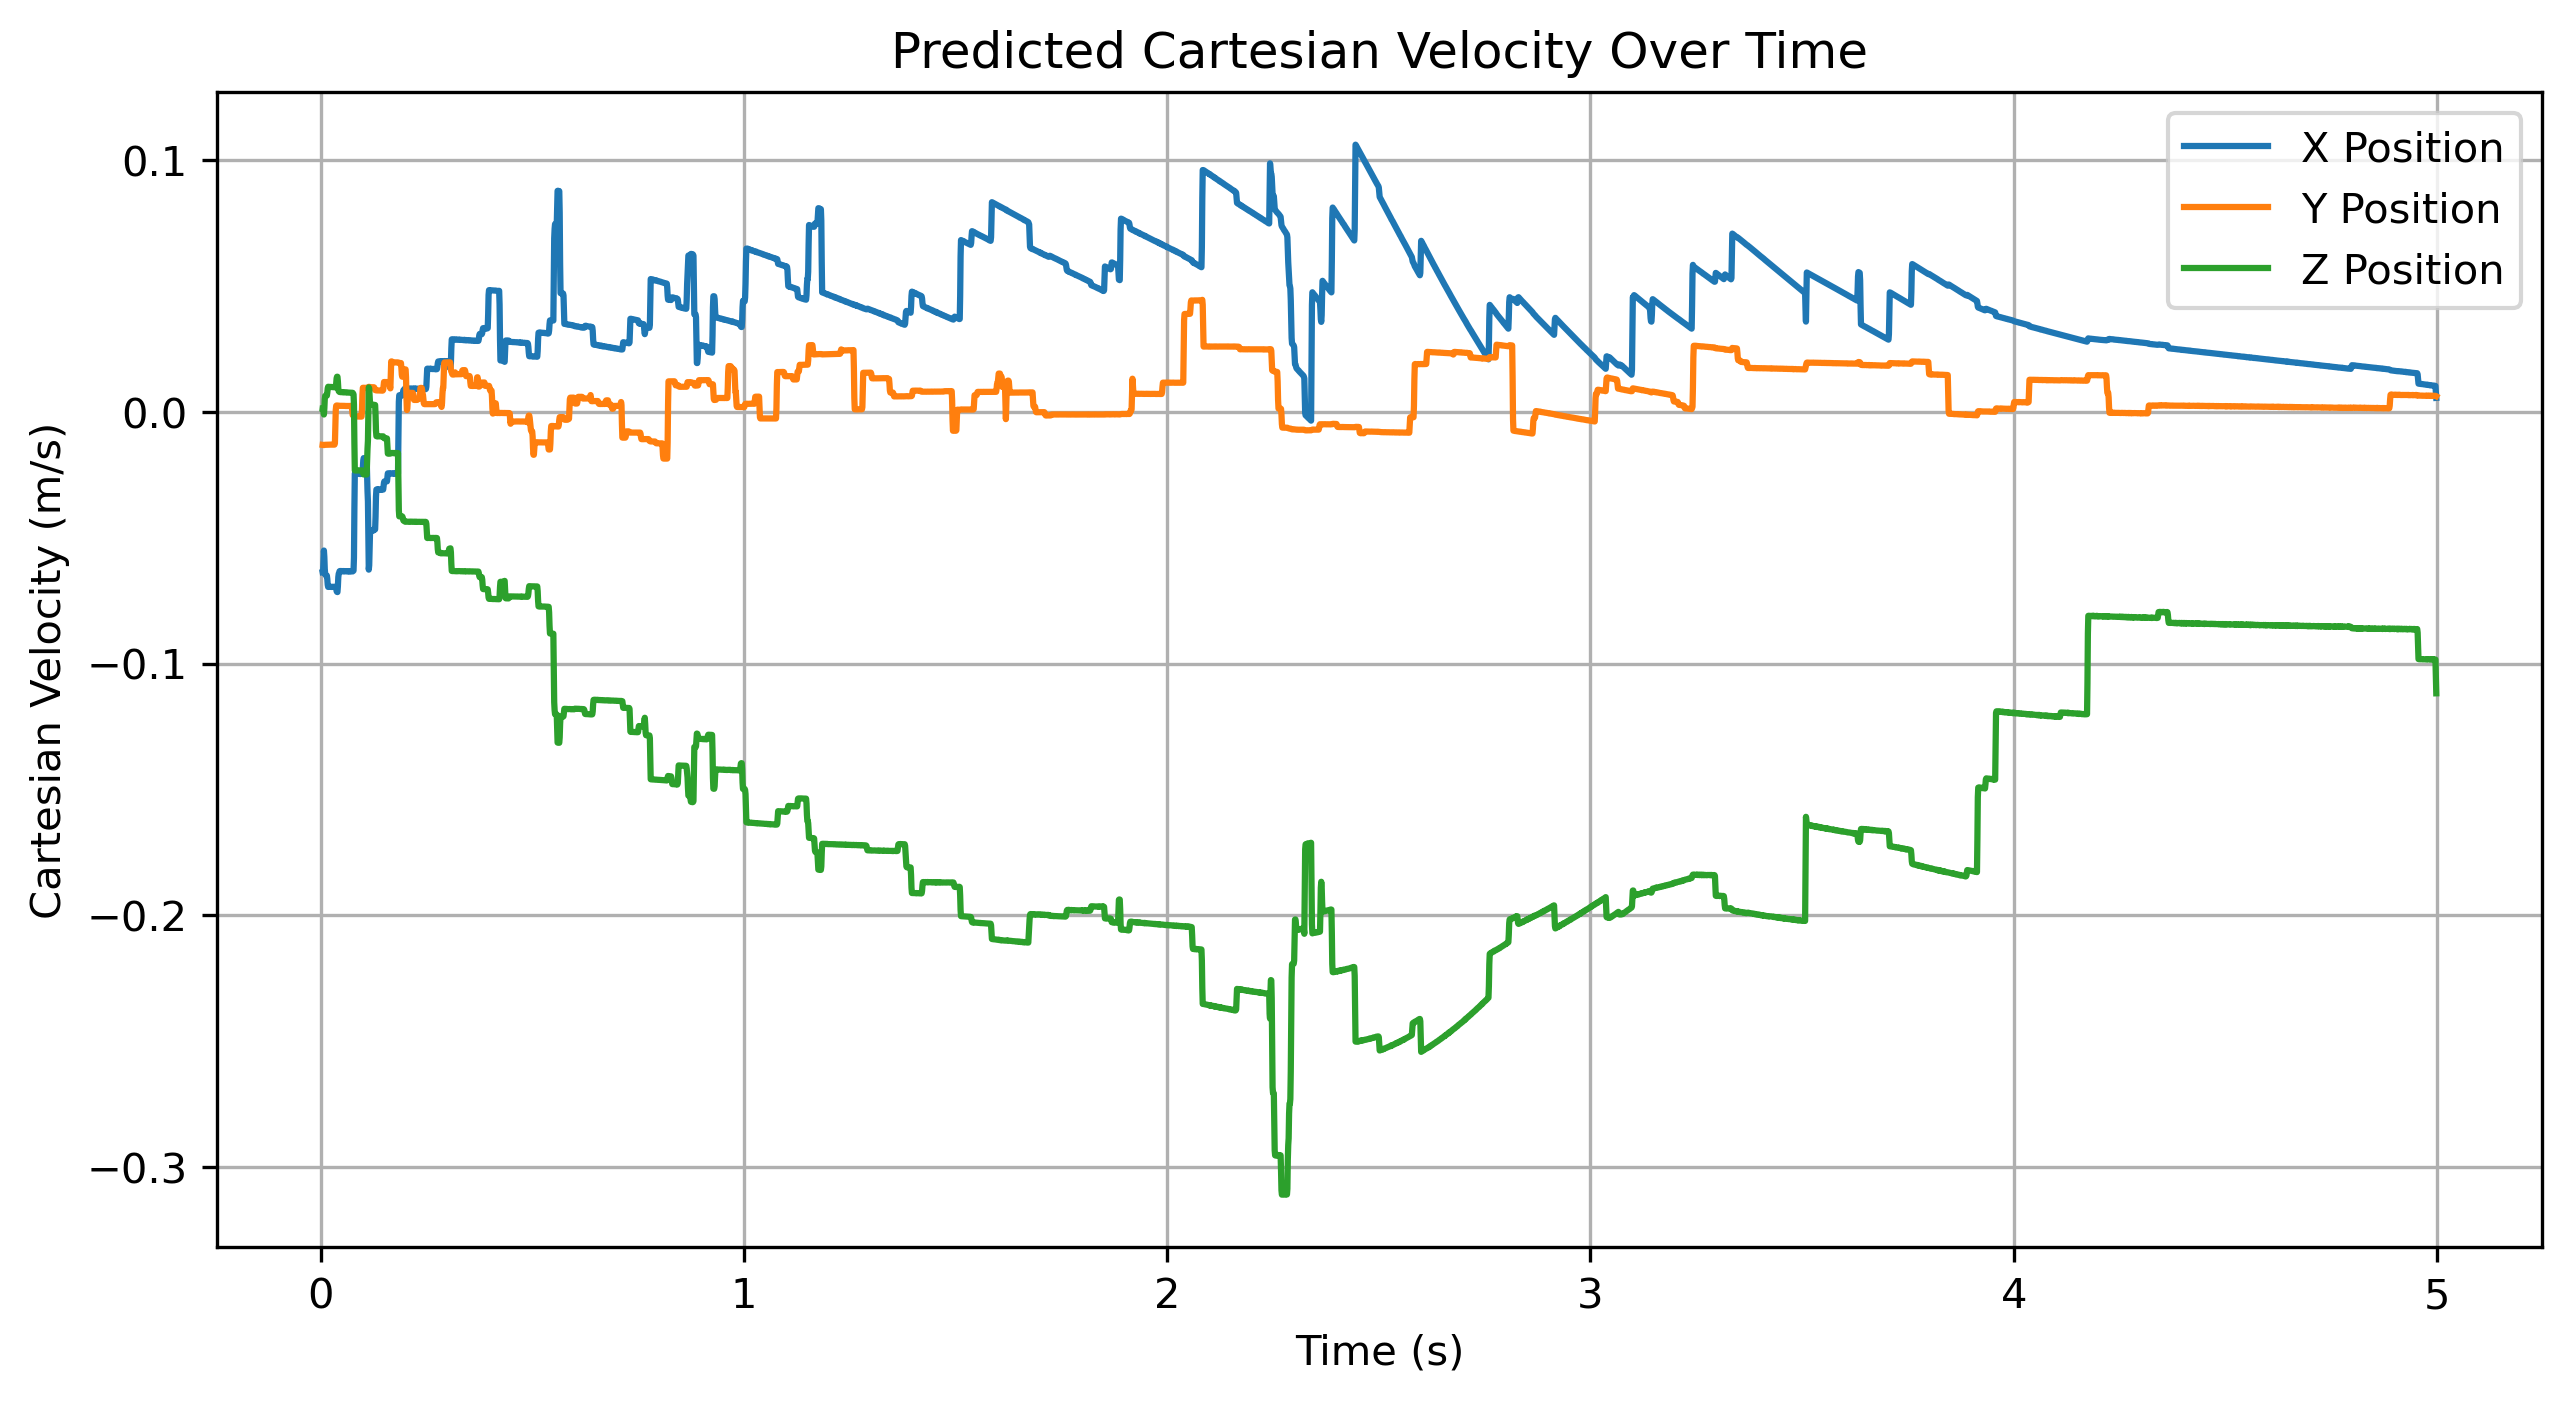 Predicted Cartesian Velocity Over Time
X Position
Y Position
Z Position
Cartesian Velocity (m/s)
0.1
0.0
−0.1
−0.2
−0.3
0 1 2 3 4 5
Time (s)